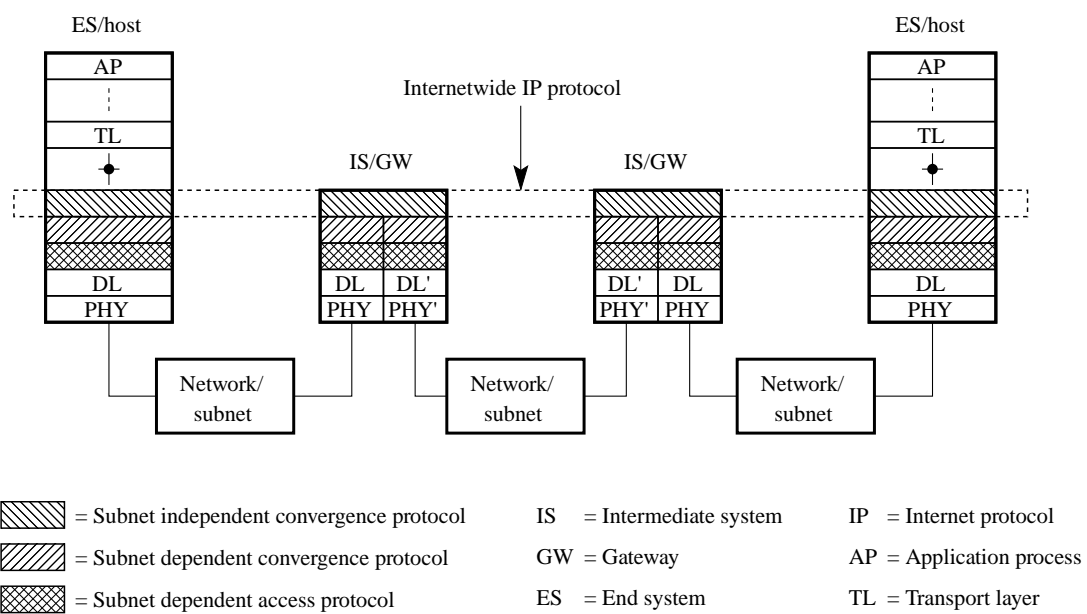 ES/host
ES/host
AP
AP
Internetwide IP protocol
TL
TL
IS/GW
IS/GW
DL
DL
DL'
DL'
DL
DL
PHY
PHY
PHY'
PHY'
PHY
PHY
Network/
subnet
Network/
subnet
Network/
subnet
= Subnet independent convergence protocol
IS = Intermediate system
IP = Internet protocol
= Subnet dependent convergence protocol
GW = Gateway
AP = Application process
= Subnet dependent access protocol
ES = End system
TL = Transport layer